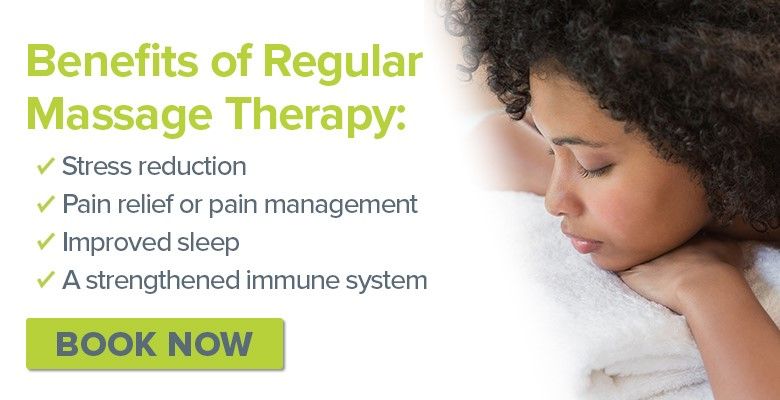 Benefits of Regular
Massage Therapy:
✓ Stress reduction
✓ Pain relief or pain management
✓ Improved sleep
✓ A strengthened immune system
BOOK NOW